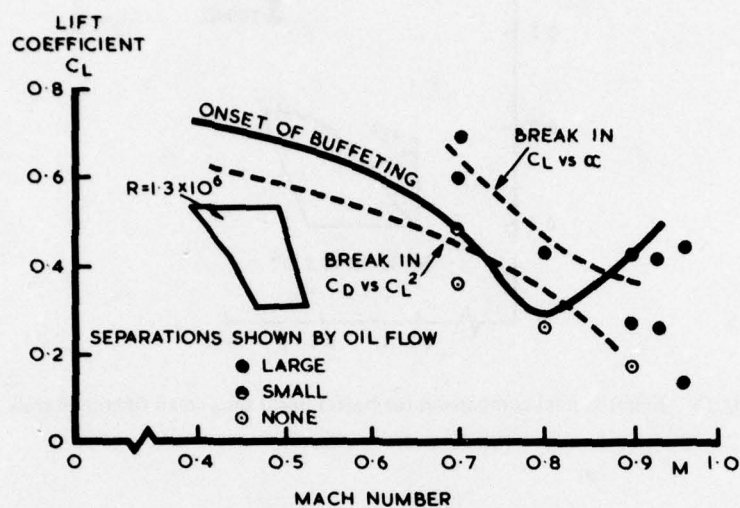 LIFT
COEFFICIENT
CL
0·8
0·6
0·4
0·2
0
ONSET OF BUFFETING
BREAK IN
CL vs α
R=1·3×10⁶
BREAK IN
CD vs CL²
SEPARATIONS SHOWN BY OIL FLOW
LARGE
SMALL
NONE
0 0·4 0·5 0·6 0·7 0·8 0·9 M 1·0
MACH NUMBER